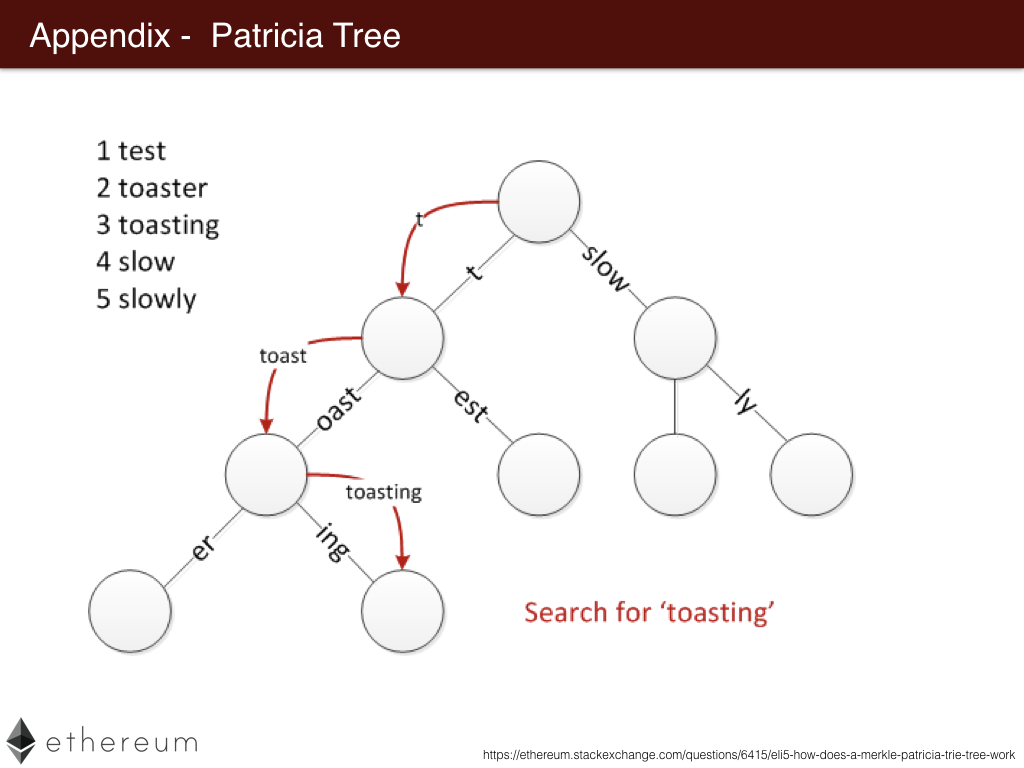 Appendix -  Patricia Tree
1 test
2 toaster
3 toasting
4 slow
5 slowly
t
t
slow
toast
oast
est
ly
toasting
er
ing
Search for ‘toasting’
ethereum
https://ethereum.stackexchange.com/questions/6415/eli5-how-does-a-merkle-patricia-trie-tree-work